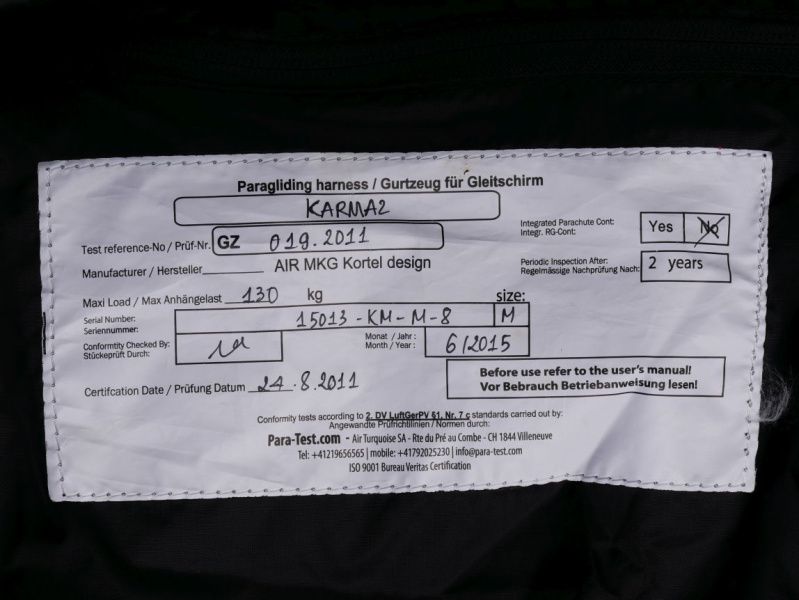 Paragliding harness / Gurtzeug für Gleitschirm
KARMA2
Test reference-No / Prüf-Nr. GZ 019.2011
Integrated Parachute Cont:
Integr. RG-Cont:
Yes No
Manufacturer / Hersteller AIR MKG Kortel design
Periodic Inspection After:
Regelmässige Nachprüfung Nach:
2 years
Maxi Load / Max Anhängelast 130 kg
size:
Serial Number:
Seriennummer:
15013-KM-M-8 M
Conformtity Checked By:
Stückeprüft Durch:
Monat / Jahr :
Month / Year :
6/2015
Certifcation Date / Prüfung Datum 24.8.2011
Before use refer to the user's manual!
Vor Bebrauch Betriebanweisung lesen!
Conformity tests according to 2. DV LuftGerPV §1, Nr. 7 c standards carried out by:
Angewandte Prüfrichtlinien / Normen durch:
Para-Test.com - Air Turquoise SA - Rte du Pré au Combe - CH 1844 Villeneuve
Tel: +41219656565 | mobile: +41792025230 | info@para-test.com
ISO 9001 Bureau Veritas Certification